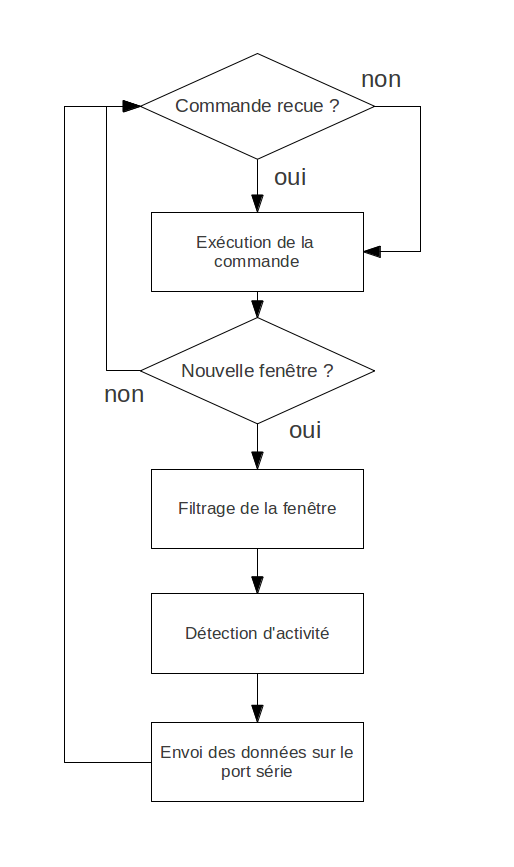 non
Commande recue ?
oui
Exécution de la
commande
Nouvelle fenêtre ?
non
oui
Filtrage de la fenêtre
Détection d'activité
Envoi des données sur le
port série